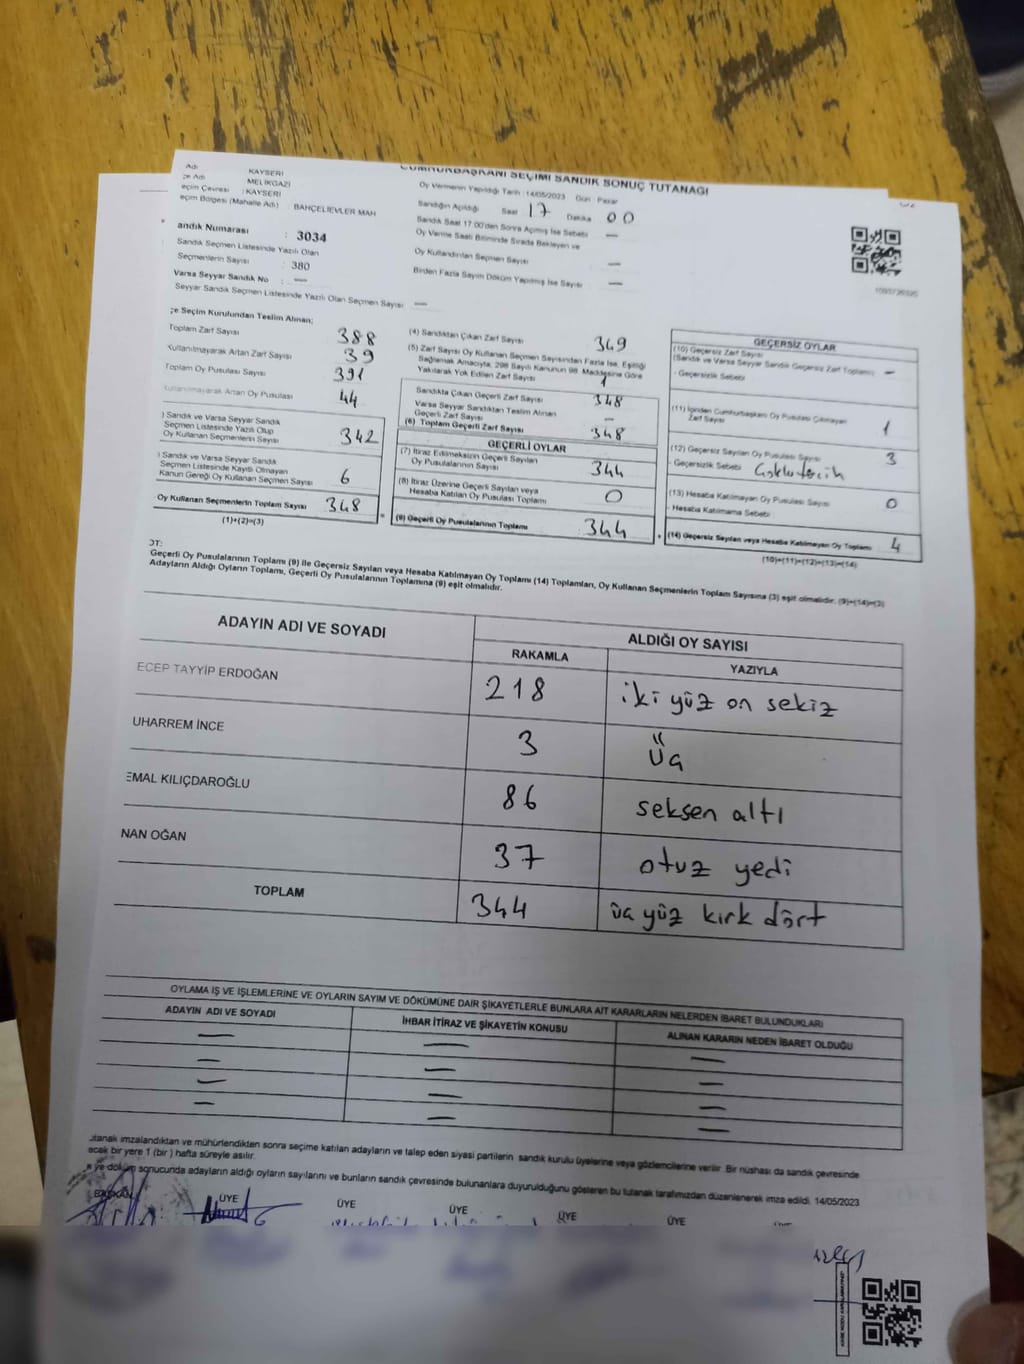 CUMHURBAŞKANI SEÇİMİ SANDIK SONUÇ TUTANAĞI
Adı KAYSERİ
çe Adı MELİKGAZİ
eçim Çevresi : KAYSERİ
eçim Bölgesi (Mahalle Adı) : BAHÇELİEVLER MAH
andık Numarası : 3034
Sandık Seçmen Listesinde Yazılı Olan
Seçmenlerin Sayısı : 380
Varsa Seyyar Sandık No : —
Seyyar Sandık Seçmen Listesinde Yazılı Olan Seçmen Sayısı —
Oy Vermenin Yapıldığı Tarih : 14/05/2023 Gün : Pazar
Sandığın Açıldığı Saat 17 Dakika 00
Sandık Saat 17:00'den Sonra Açılmış İse Sebebi —
Oy Verme Saati Bitiminde Sırada Bekleyen ve
Oy Kullandırılan Seçmen Sayısı —
Birden Fazla Sayım Döküm Yapılmış İse Sayısı —
çe Seçim Kurulundan Teslim Alınan;
Toplam Zarf Sayısı 388
Kullanılmayarak Artan Zarf Sayısı 39
Toplam Oy Pusulası Sayısı 391
Kullanılmayarak Artan Oy Pusulası 44
) Sandık ve Varsa Seyyar Sandık
Seçmen Listesinde Yazılı Olup
Oy Kullanan Seçmenlerin Sayısı 342
) Sandık ve Varsa Seyyar Sandık
Seçmen Listesinde Kayıtlı Olmayan
Kanun Gereği Oy Kullanan Seçmen Sayısı 6
Oy Kullanan Seçmenlerin Toplam Sayısı 348
(1)+(2)=(3)
(4) Sandıktan Çıkan Zarf Sayısı 349
(5) Zarf Sayısı Oy Kullanan Seçmen Sayısından Fazla İse, Eşitliği
Sağlamak Amacıyla, 298 Sayılı Kanunun 98. Maddesine Göre
Yakılarak Yok Edilen Zarf Sayısı 1
Sandıkta Çıkan Geçerli Zarf Sayısı 348
Varsa Seyyar Sandıktan Teslim Alınan
Geçerli Zarf Sayısı —
(6) Toplam Geçerli Zarf Sayısı 348
GEÇERLİ OYLAR
(7) İtiraz Edilmeksizin Geçerli Sayılan
Oy Pusulalarının Sayısı 344
(8) İtiraz Üzerine Geçerli Sayılan veya
Hesaba Katılan Oy Pusulası Toplamı 0
(9) Geçerli Oy Pusulalarının Toplamı 344
GEÇERSİZ OYLAR
(10) Geçersiz Zarf Sayısı
(Sandık ve Varsa Seyyar Sandık Geçersiz Zarf Toplamı) —
- Geçersizlik Sebebi
(11) İçinden Cumhurbaşkanı Oy Pusulası Çıkmayan
Zarf Sayısı 1
(12) Geçersiz Sayılan Oy Pusulası Sayısı 3
- Geçersizlik Sebebi
(13) Hesaba Katılmayan Oy Pusulası Sayısı 0
- Hesaba Katılmama Sebebi
(14) Geçersiz Sayılan veya Hesaba Katılmayan Oy Toplamı 4
(10)+(11)+(12)+(13)=(14)
OT:
Geçerli Oy Pusulalarının Toplamı (9) ile Geçersiz Sayılan veya Hesaba Katılmayan Oy Toplamı (14) Toplamları, Oy Kullanan Seçmenlerin Toplam Sayısına (3) eşit olmalıdır. (9)+(14)=(3)
Adayların Aldığı Oyların Toplamı, Geçerli Oy Pusulalarının Toplamına (9) eşit olmalıdır.
ADAYIN ADI VE SOYADI ALDIĞI OY SAYISI
RAKAMLA YAZIYLA
ECEP TAYYİP ERDOĞAN 218 iki yüz on sekiz
UHARREM İNCE 3 üç
EMAL KILIÇDAROĞLU 86 seksen altı
NAN OĞAN 37 otuz yedi
TOPLAM 344 üç yüz kırk dört
OYLAMA İŞ VE İŞLEMLERİNE VE OYLARIN SAYIM VE DÖKÜMÜNE DAİR ŞİKAYETLERLE BUNLARA AİT KARARLARIN NELERDEN İBARET BULUNDUKLARI
ADAYIN ADI VE SOYADI İHBAR İTİRAZ VE ŞİKAYETİN KONUSU ALINAN KARARIN NEDEN İBARET OLDUĞU
— — —
— — —
— — —
— — —
utanak imzalandıktan ve mühürlendikten sonra seçime katılan adayların ve talep eden siyasi partilerin sandık kurulu üyelerine veya gözlemcilerine verilir. Bir nüshası da sandık çevresinde
acak bir yere 1 (bir) hafta süreyle asılır.
ve döküm sonucunda adayların aldığı oyların sayılarını ve bunların sandık çevresinde bulunanlara duyurulduğunu gösteren bu tutanak tarafımızdan düzenlenerek imza edildi. 14/05/2023
BAŞKAN ÜYE ÜYE ÜYE ÜYE ÜYE